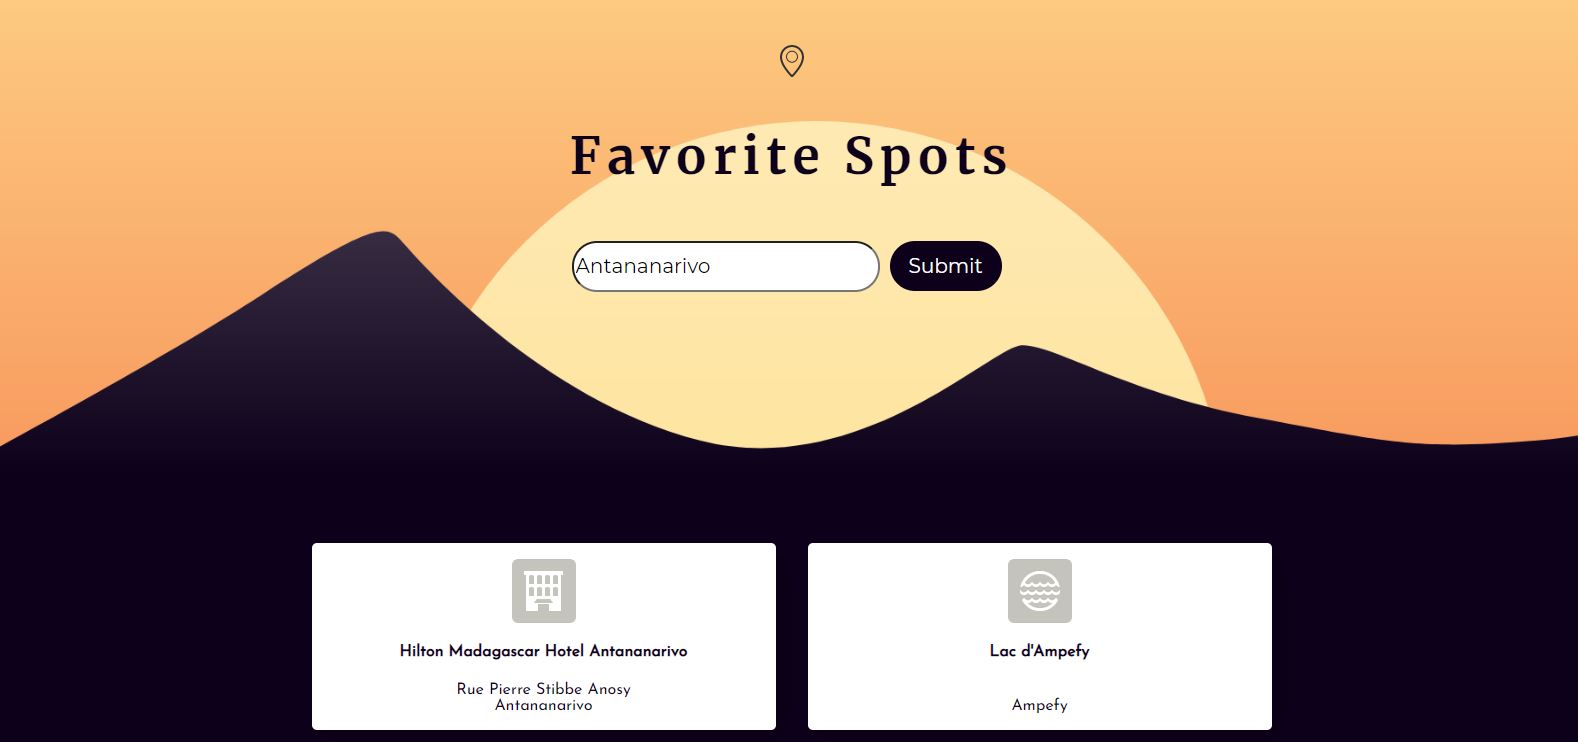 Favorite Spots
Antananarivo
Submit
Hilton Madagascar Hotel Antananarivo
Rue Pierre Stibbe Anosy
Antananarivo
Lac d'Ampefy
Ampefy